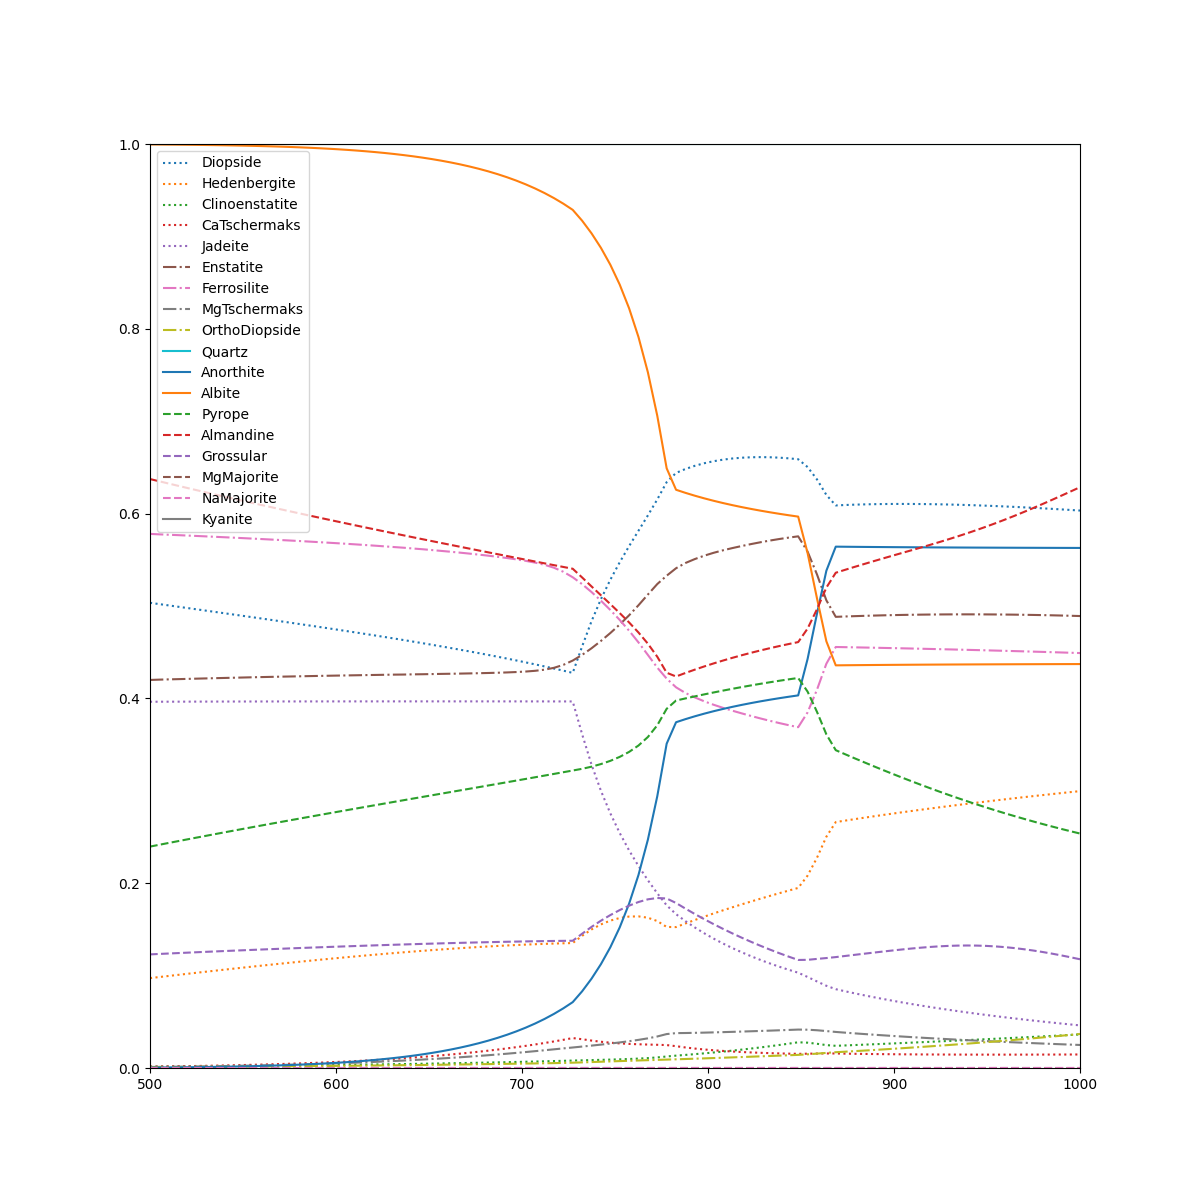 1.0
0.8
0.6
0.4
0.2
0.0
Diopside
Hedenbergite
Clinoenstatite
CaTschermaks
Jadeite
Enstatite
Ferrosilite
MgTschermaks
OrthoDiopside
Quartz
Anorthite
Albite
Pyrope
Almandine
Grossular
MgMajorite
NaMajorite
Kyanite
500 600 700 800 900 1000